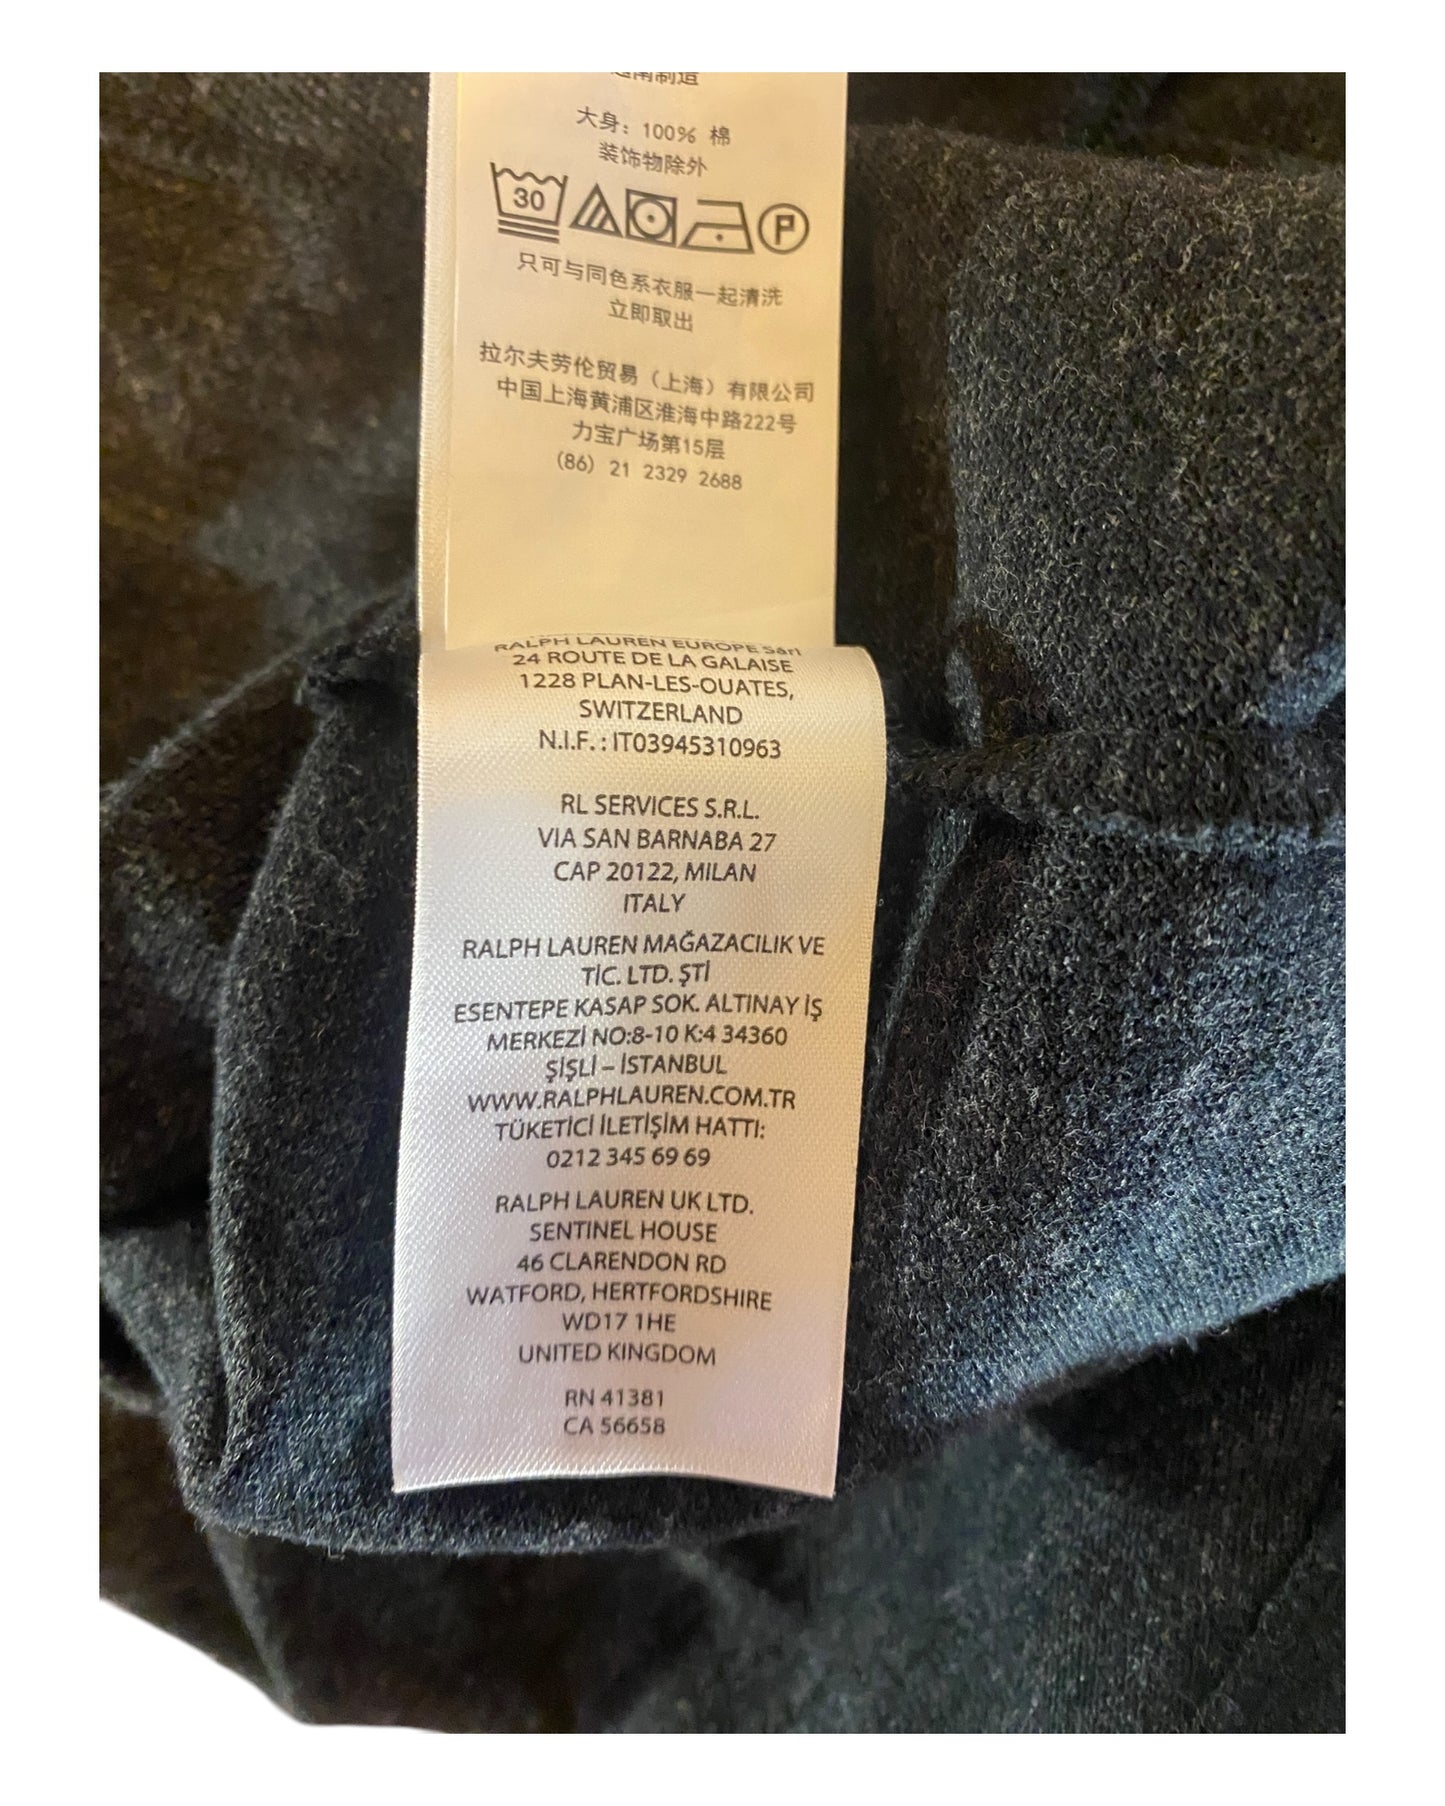 越南制造
大身：100% 棉
装饰物除外
30
P
只可与同色系衣服一起清洗
立即取出
拉尔夫劳伦贸易（上海）有限公司
中国上海黄浦区淮海中路222号
力宝广场第15层
(86) 21 2329 2688
RALPH LAUREN EUROPE Sàrl
24 ROUTE DE LA GALAISE
1228 PLAN-LES-OUATES,
SWITZERLAND
N.I.F. : IT03945310963
RL SERVICES S.R.L.
VIA SAN BARNABA 27
CAP 20122, MILAN
ITALY
RALPH LAUREN MAĞAZACILIK VE
TİC. LTD. ŞTİ
ESENTEPE KASAP SOK. ALTINAY İŞ
MERKEZİ NO:8-10 K:4 34360
ŞİŞLİ – İSTANBUL
WWW.RALPHLAUREN.COM.TR
TÜKETİCİ İLETİŞİM HATTI:
0212 345 69 69
RALPH LAUREN UK LTD.
SENTINEL HOUSE
46 CLARENDON RD
WATFORD, HERTFORDSHIRE
WD17 1HE
UNITED KINGDOM
RN 41381
CA 56658